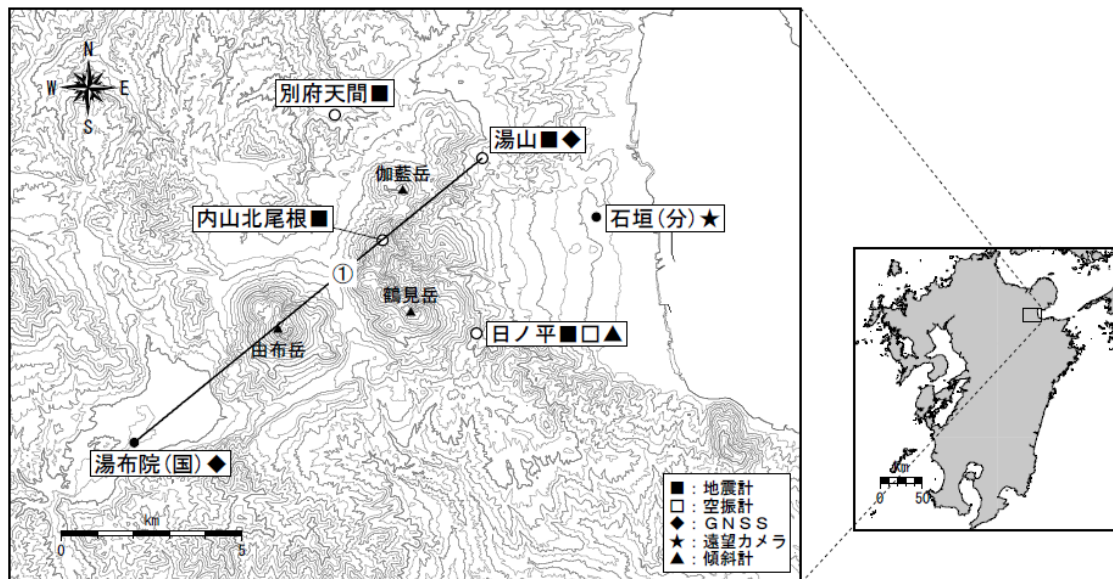 N
W E
S
別府天間■
湯山■◆
伽藍岳
内山北尾根■
石垣(分)★
①
鶴見岳
日ノ平■□▲
由布岳
湯布院(国)◆
km
0 5
■：地震計
□：空振計
◆：GNSS
★：遠望カメラ
▲：傾斜計
km
0 50